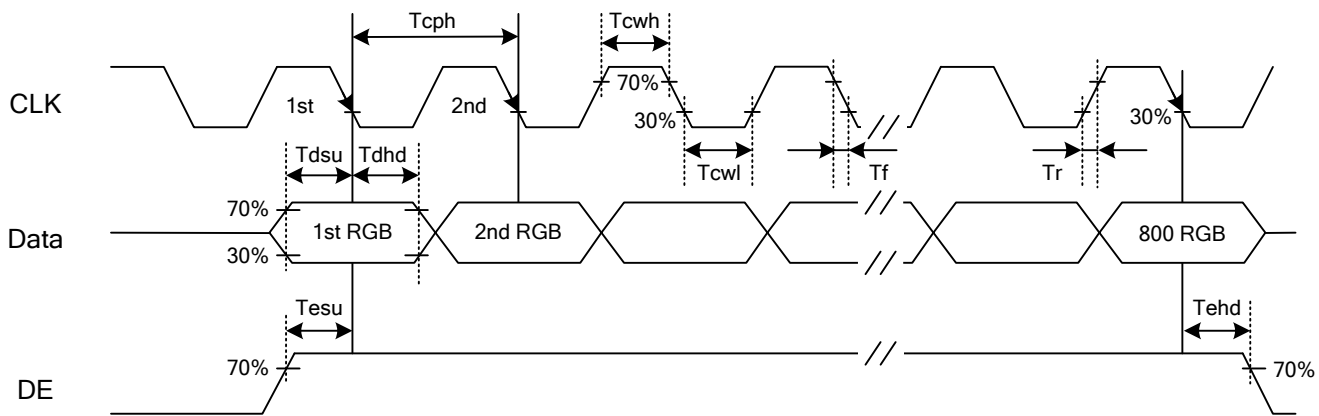 Tcph
Tcwh
CLK
1st
2nd
70%
30%
30%
Tdsu
Tdhd
Tcwl
Tf
Tr
70%
Data
1st RGB
2nd RGB
800 RGB
30%
Tesu
Tehd
70%
70%
DE